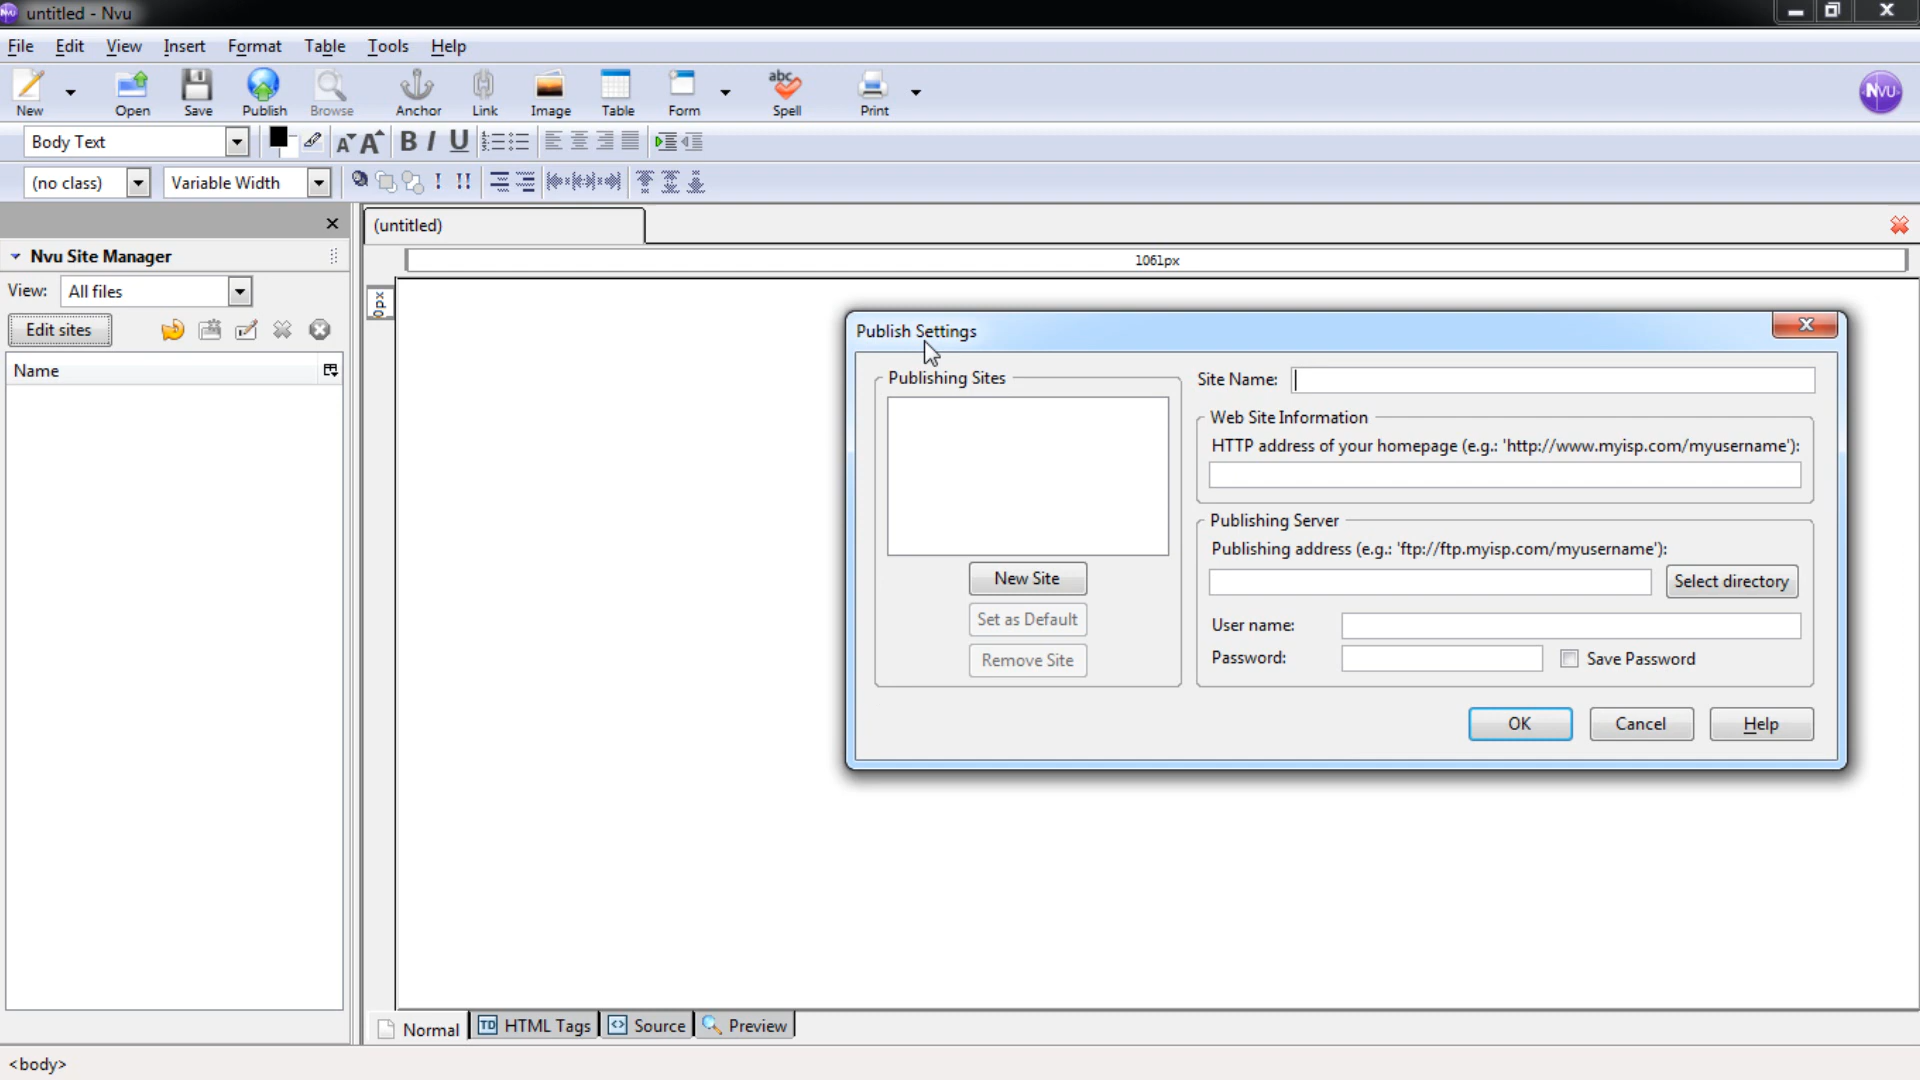 untitled - Nvu
File Edit View Insert Format Table Tools Help
New Open Save Publish Browse Anchor Link Image Table Form abc Spell Print NVU
Body Text A A B I U
(no class) Variable Width ! !!
(untitled)
Nvu Site Manager
1061px
View: All files
0px
Edit sites
Name
Publish Settings
Publishing Sites
Site Name:
Web Site Information
HTTP address of your homepage (e.g.: 'http://www.myisp.com/myusername'):
Publishing Server
Publishing address (e.g.: 'ftp://ftp.myisp.com/myusername'):
New Site
Select directory
Set as Default
User name:
Remove Site
Password: Save Password
OK Cancel Help
Normal TD HTML Tags Source Preview
<body>